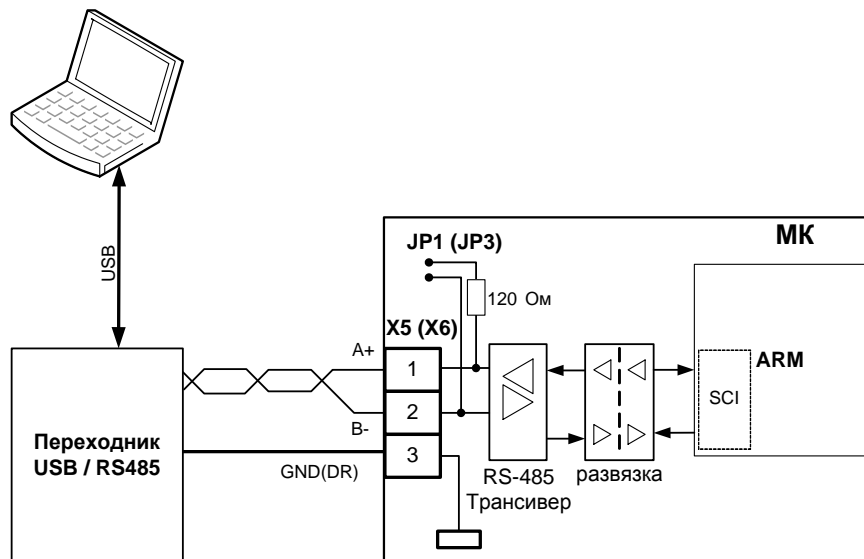 USB
МК
JP1 (JP3)
120 Ом
X5 (X6)
A+
1
ARM
SCI
2
B-
Переходник
USB / RS485
3
GND(DR)
RS-485
Трансивер
развязка